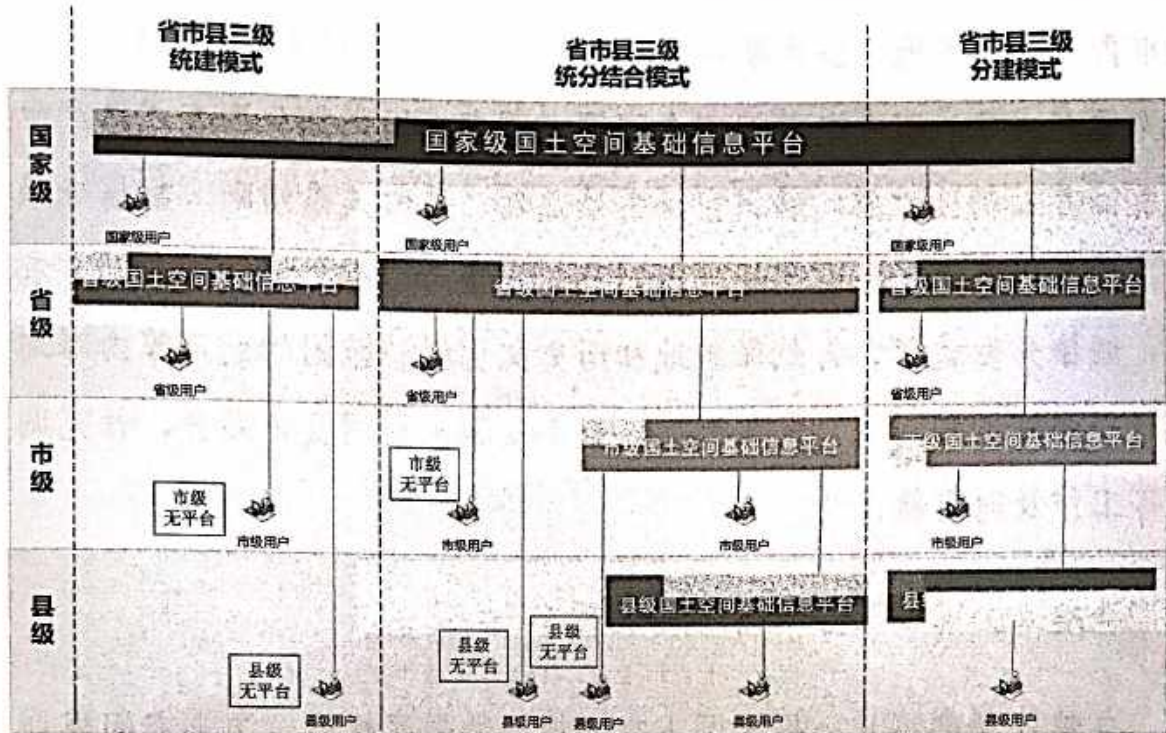 省市县三级
统建模式
省市县三级
统分结合模式
省市县三级
分建模式
国家级
国家级国土空间基础信息平台
国家级用户
国家级用户
国家级用户
省级
省级国土空间基础信息平台
省级国土空间基础信息平台
省级国土空间基础信息平台
省级用户
省级用户
省级用户
市级
市级国土空间基础信息平台
市级国土空间基础信息平台
市级
无平台
市级
无平台
市级用户
市级用户
市级用户
市级用户
县级
县级国土空间基础信息平台
县
县级
无平台
县级
无平台
县级
无平台
县级用户
县级用户
县级用户
县级用户
县级用户